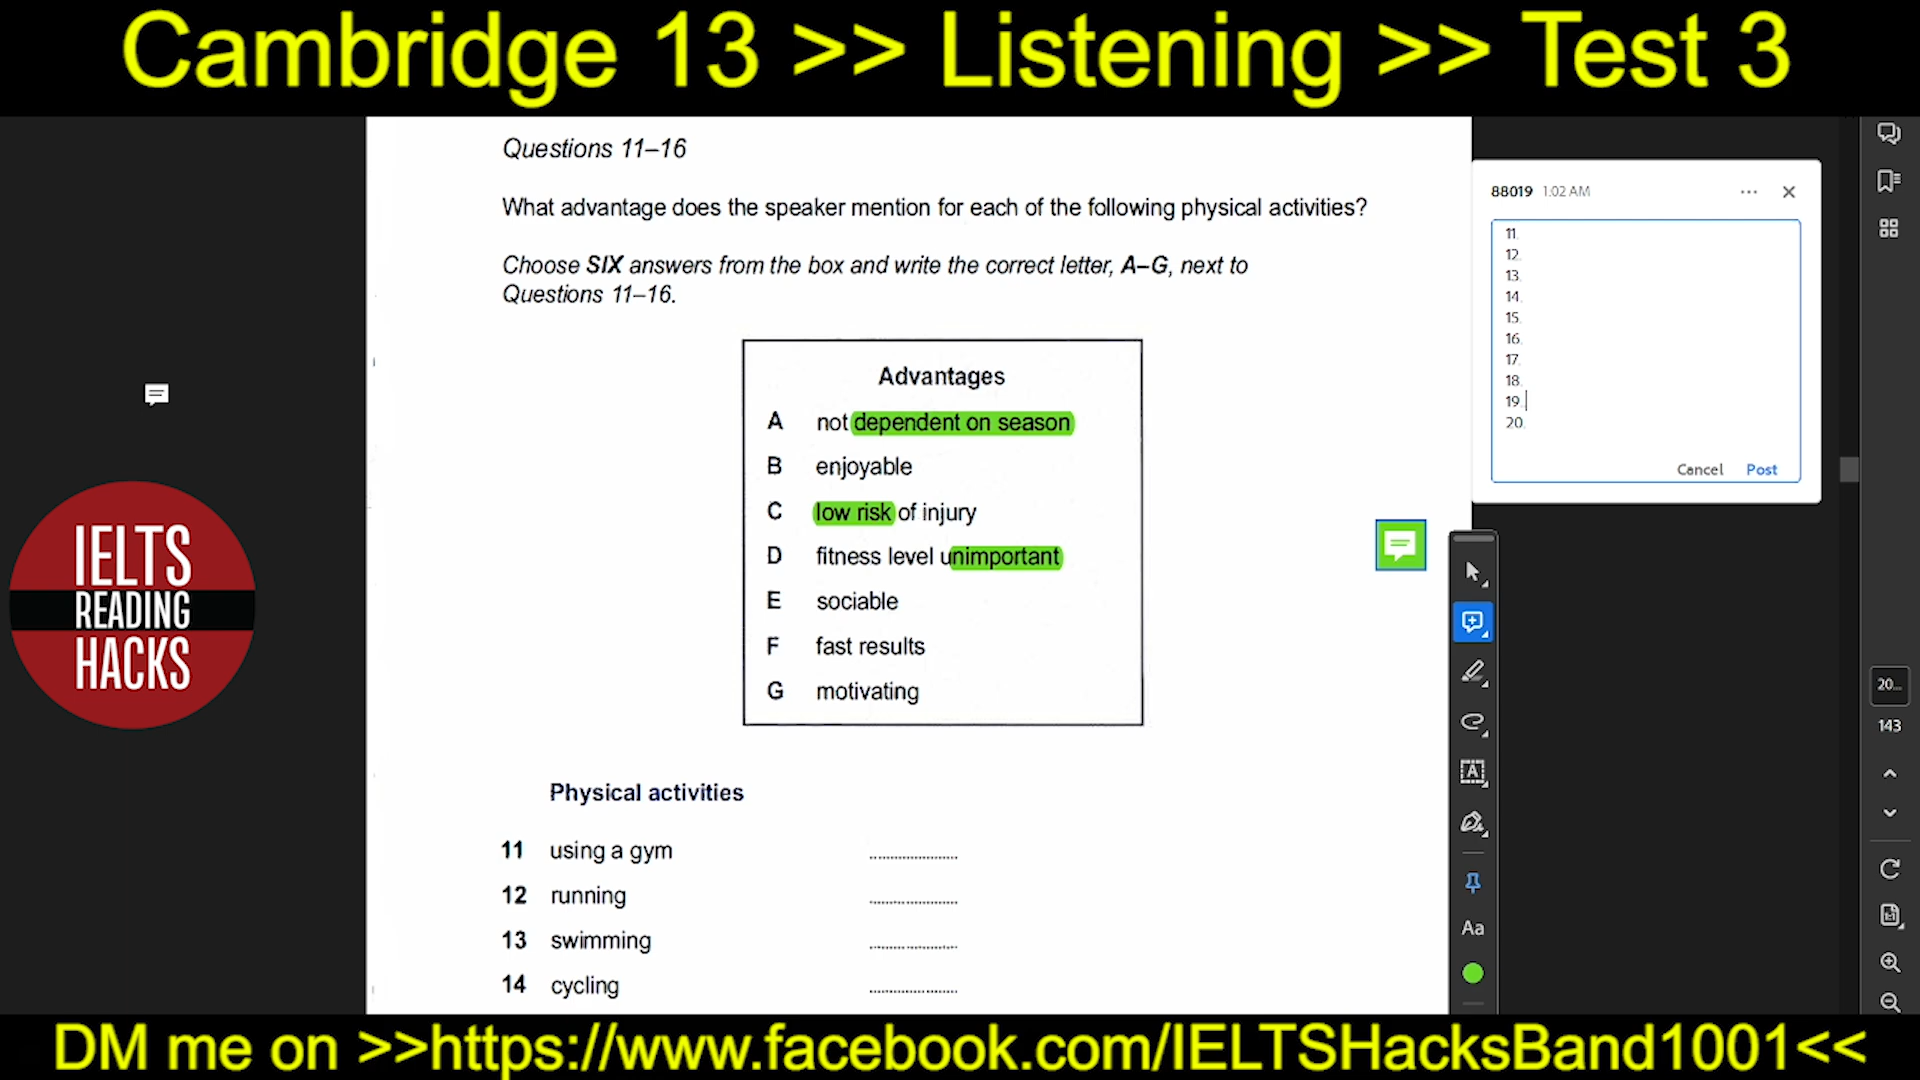 Cambridge 13 >> Listening >> Test 3
Questions 11–16
What advantage does the speaker mention for each of the following physical activities?
Choose SIX answers from the box and write the correct letter, A–G, next to
Questions 11–16.
Advantages
A not dependent on season
B enjoyable
C low risk of injury
D fitness level unimportant
E sociable
F fast results
G motivating
Physical activities
11 using a gym ......................
12 running ......................
13 swimming ......................
14 cycling ......................
88019 1:02 AM
11.
12.
13.
14.
15.
16.
17.
18.
19.
20.
Cancel Post
IELTS
READING
HACKS
Aa
20...
143
DM me on >>https://www.facebook.com/IELTSHacksBand1001<<